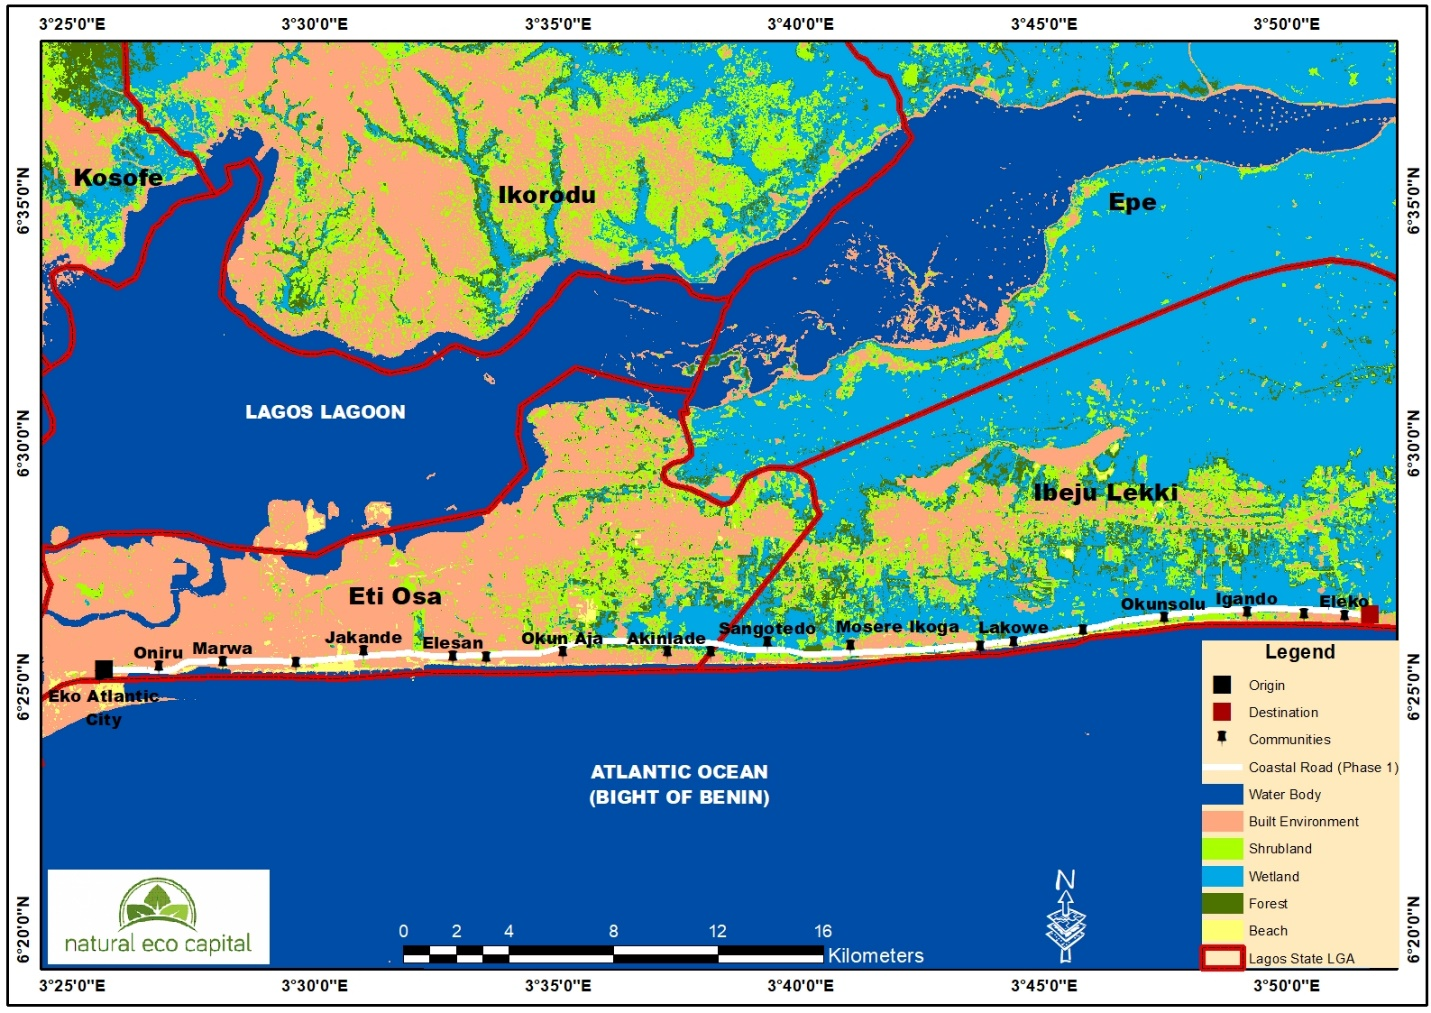 3°25'0"E 3°30'0"E 3°35'0"E 3°40'0"E 3°45'0"E 3°50'0"E
6°35'0"N
6°35'0"N
Kosofe
Ikorodu
Epe
LAGOS LAGOON
6°30'0"N
6°30'0"N
Ibeju Lekki
Eti Osa
Okunsolu
Igando
Eleko
Oniru
Marwa
Jakande
Elesan
Okun Aja
Akinlade
Sangotedo
Mosere Ikoga
Lakowe
6°25'0"N
6°25'0"N
Eko Atlantic
City
ATLANTIC OCEAN
(BIGHT OF BENIN)
Legend
Origin
Destination
Communities
Coastal Road (Phase 1)
Water Body
Built Environment
Shrubland
Wetland
Forest
Beach
Lagos State LGA
natural eco capital
N
0 2 4 8 12 16
Kilometers
6°20'0"N
6°20'0"N
3°25'0"E 3°30'0"E 3°35'0"E 3°40'0"E 3°45'0"E 3°50'0"E